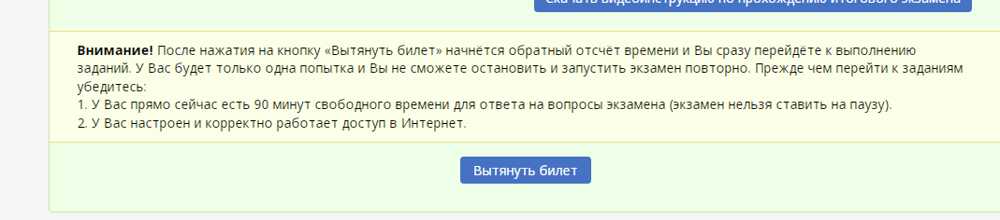 Скачать видеоинструкцию по прохождению итогового экзамена
Внимание! После нажатия на кнопку «Вытянуть билет» начнётся обратный отсчёт времени и Вы сразу перейдёте к выполнению
заданий. У Вас будет только одна попытка и Вы не сможете остановить и запустить экзамен повторно. Прежде чем перейти к заданиям
убедитесь:
1. У Вас прямо сейчас есть 90 минут свободного времени для ответа на вопросы экзамена (экзамен нельзя ставить на паузу).
2. У Вас настроен и корректно работает доступ в Интернет.
Вытянуть билет